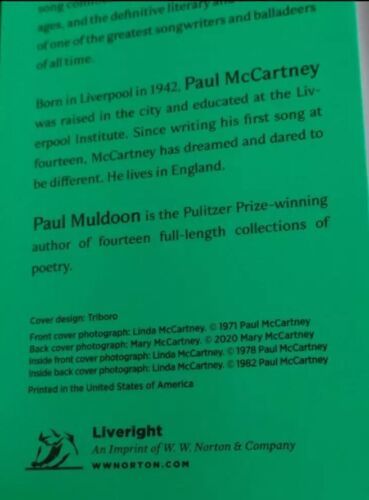 song
ages, and the definitive literary and
of one of the greatest songwriters and balladeers
of all time.
Born in Liverpool in 1942, Paul McCartney
was raised in the city and educated at the Liv-
erpool Institute. Since writing his first song at
fourteen, McCartney has dreamed and dared to
be different. He lives in England.
Paul Muldoon is the Pulitzer Prize–winning
author of fourteen full-length collections of
poetry.
Cover design: Triboro
Front cover photograph: Linda McCartney. © 1971 Paul McCartney
Back cover photograph: Mary McCartney. © 2020 Mary McCartney
Inside front cover photograph: Linda McCartney. © 1978 Paul McCartney
Inside back cover photograph: Linda McCartney. © 1982 Paul McCartney
Printed in the United States of America
Liveright
An Imprint of W. W. Norton & Company
WWNORTON.COM